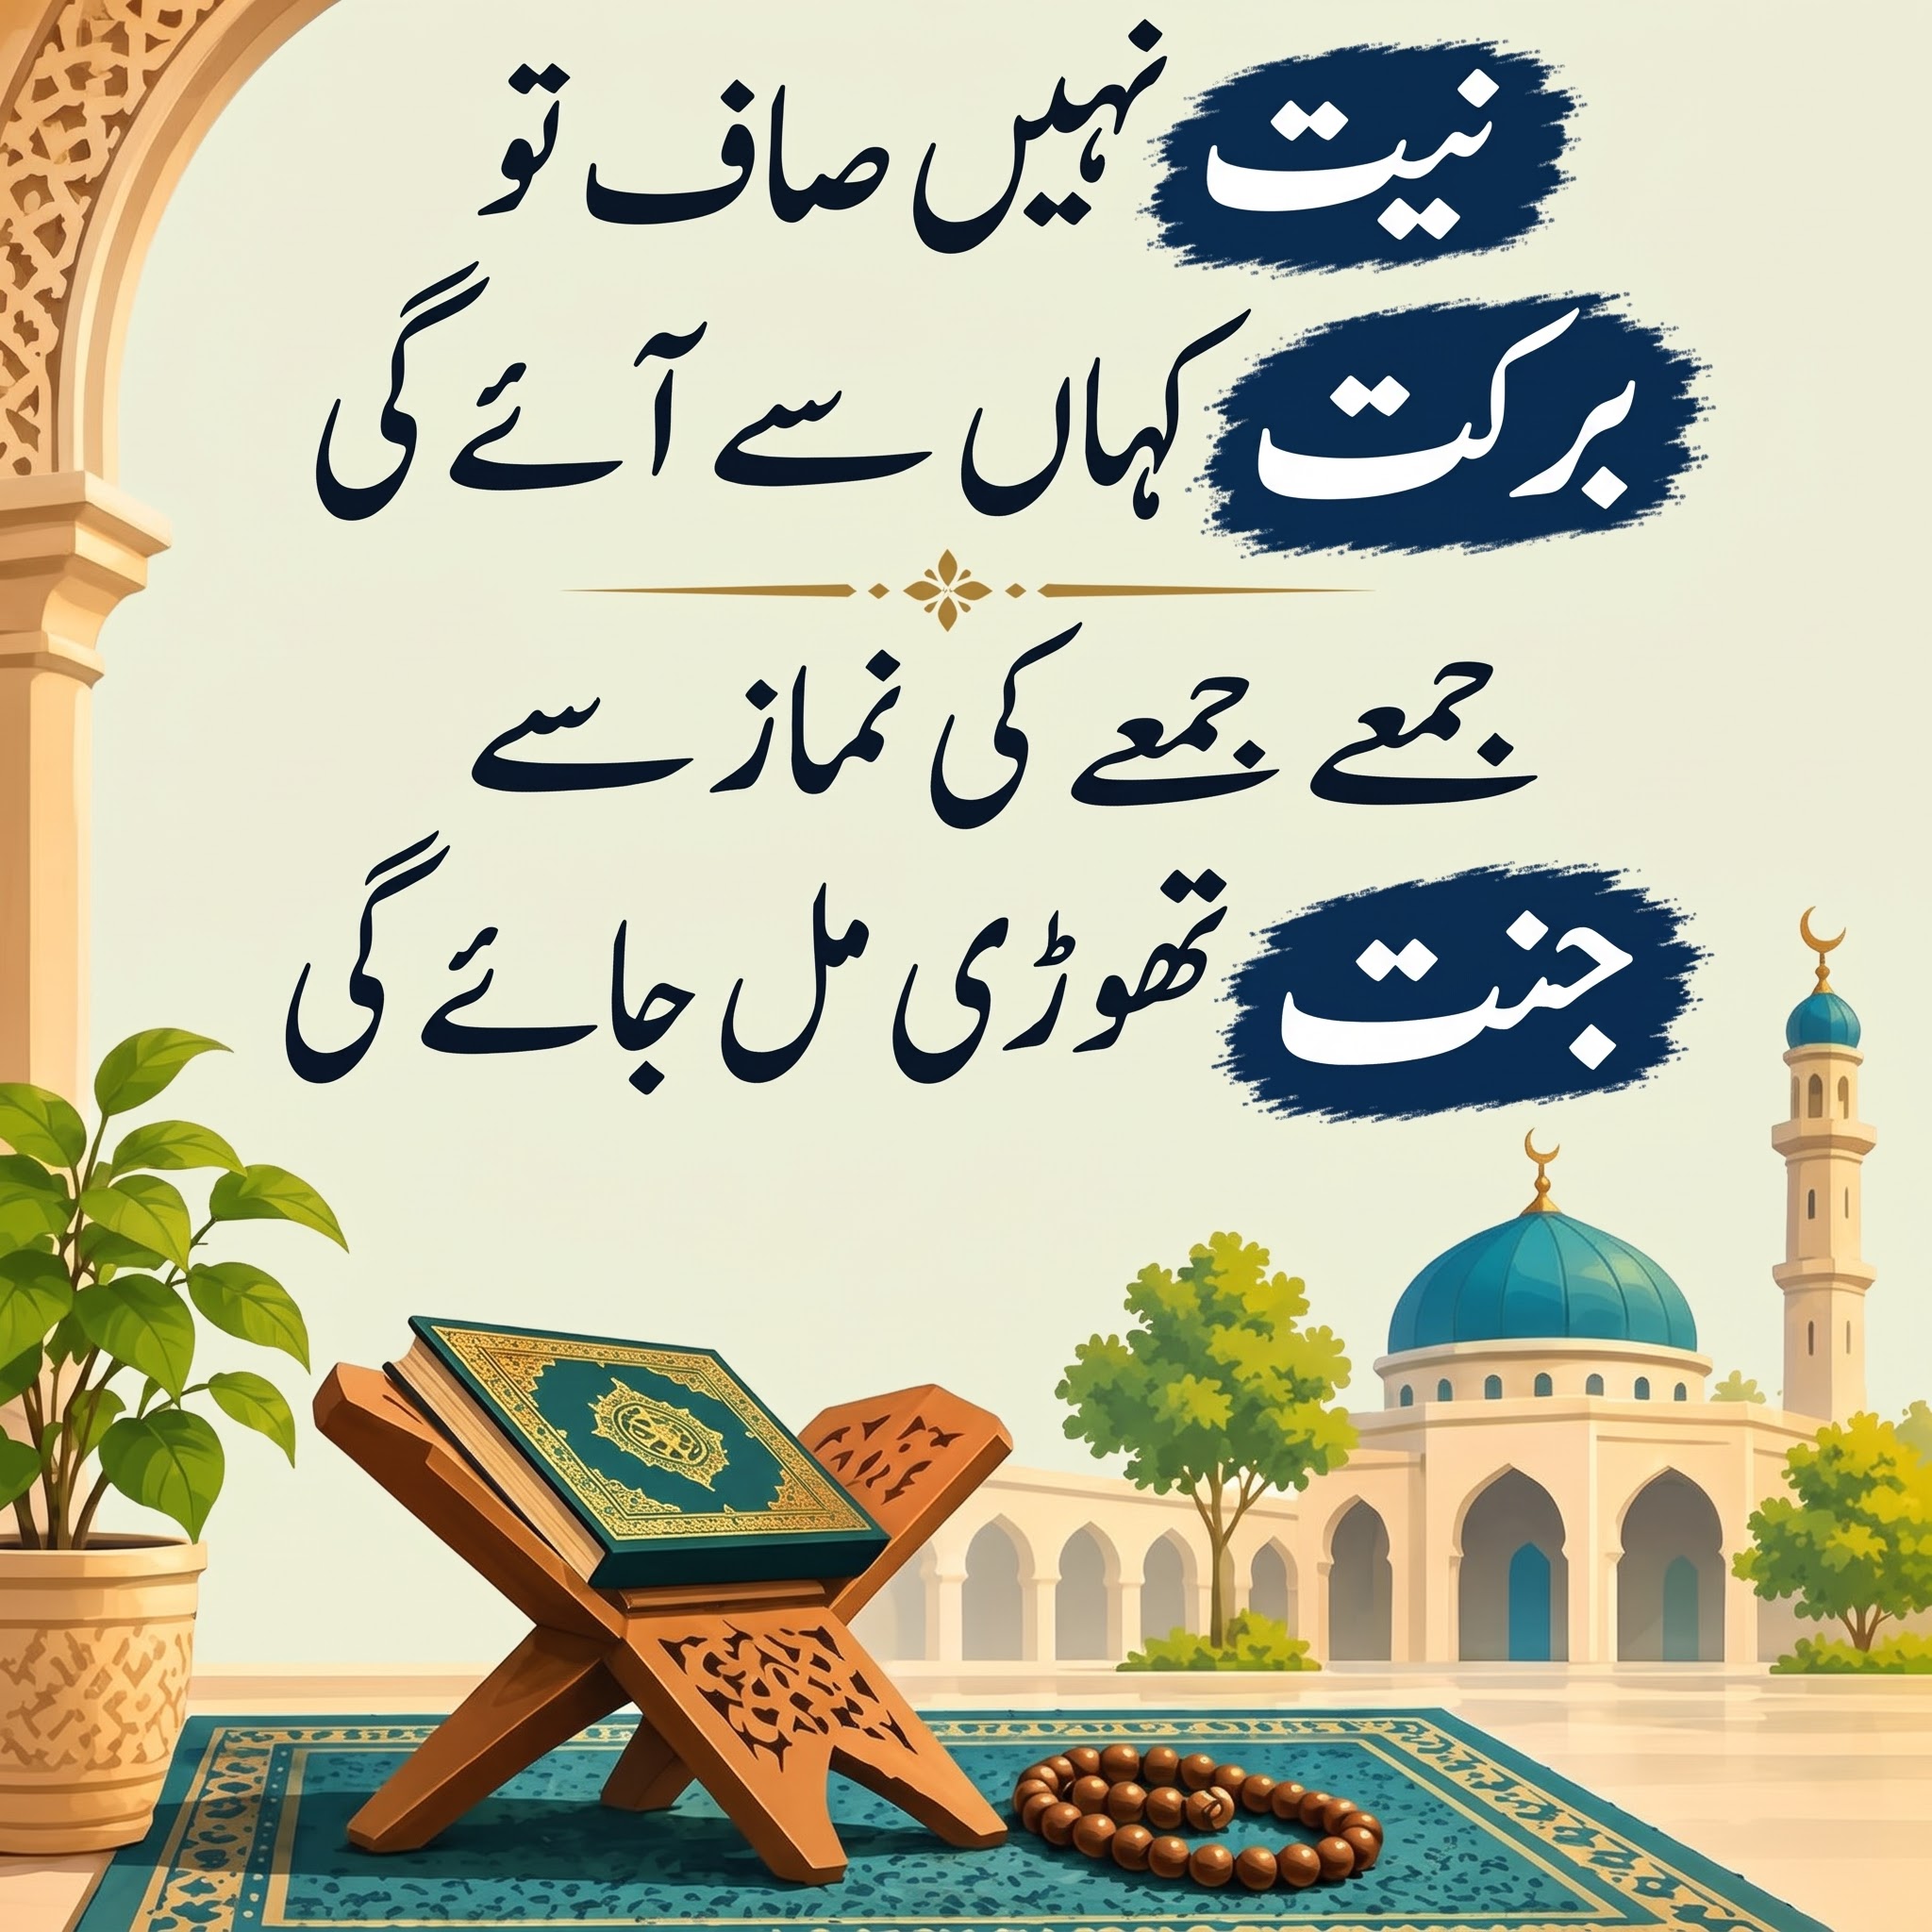 نیت نہیں صاف تو
برکت کہاں سے آئے گی
جمعے جمعے کی نماز سے
جنت تھوڑی مل جائے گی